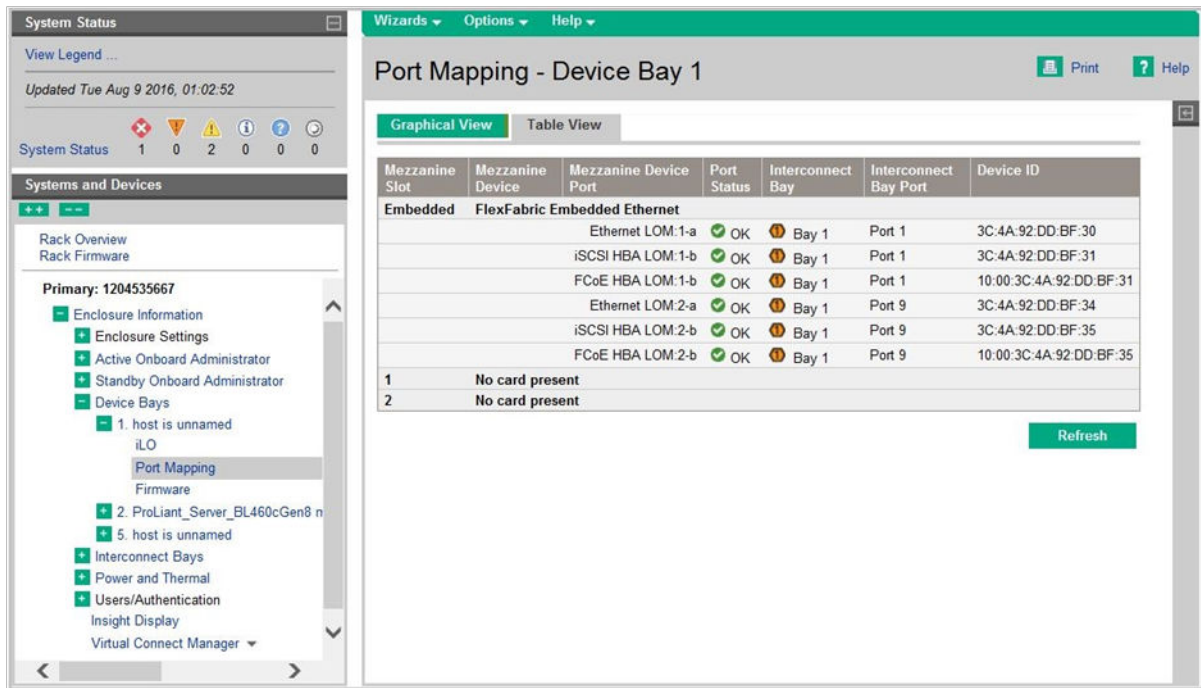 System Status
View Legend ...
Updated Tue Aug 9 2016, 01:02:52
System Status 1 0 2 0 0 0
Systems and Devices
Rack Overview
Rack Firmware
Primary: 1204535667
Enclosure Information
Enclosure Settings
Active Onboard Administrator
Standby Onboard Administrator
Device Bays
1. host is unnamed
iLO
Port Mapping
Firmware
2. ProLiant_Server_BL460cGen8 m
5. host is unnamed
Interconnect Bays
Power and Thermal
Users/Authentication
Insight Display
Virtual Connect Manager
Wizards Options Help
Port Mapping - Device Bay 1
Print ? Help
Graphical View Table View
Mezzanine Slot Mezzanine Device Mezzanine Device Port Port Status Interconnect Bay Interconnect Bay Port Device ID
Embedded FlexFabric Embedded Ethernet
Ethernet LOM:1-a OK Bay 1 Port 1 3C:4A:92:DD:BF:30
iSCSI HBA LOM:1-b OK Bay 1 Port 1 3C:4A:92:DD:BF:31
FCoE HBA LOM:1-b OK Bay 1 Port 1 10:00:3C:4A:92:DD:BF:31
Ethernet LOM:2-a OK Bay 1 Port 9 3C:4A:92:DD:BF:34
iSCSI HBA LOM:2-b OK Bay 1 Port 9 3C:4A:92:DD:BF:35
FCoE HBA LOM:2-b OK Bay 1 Port 9 10:00:3C:4A:92:DD:BF:35
1 No card present
2 No card present
Refresh